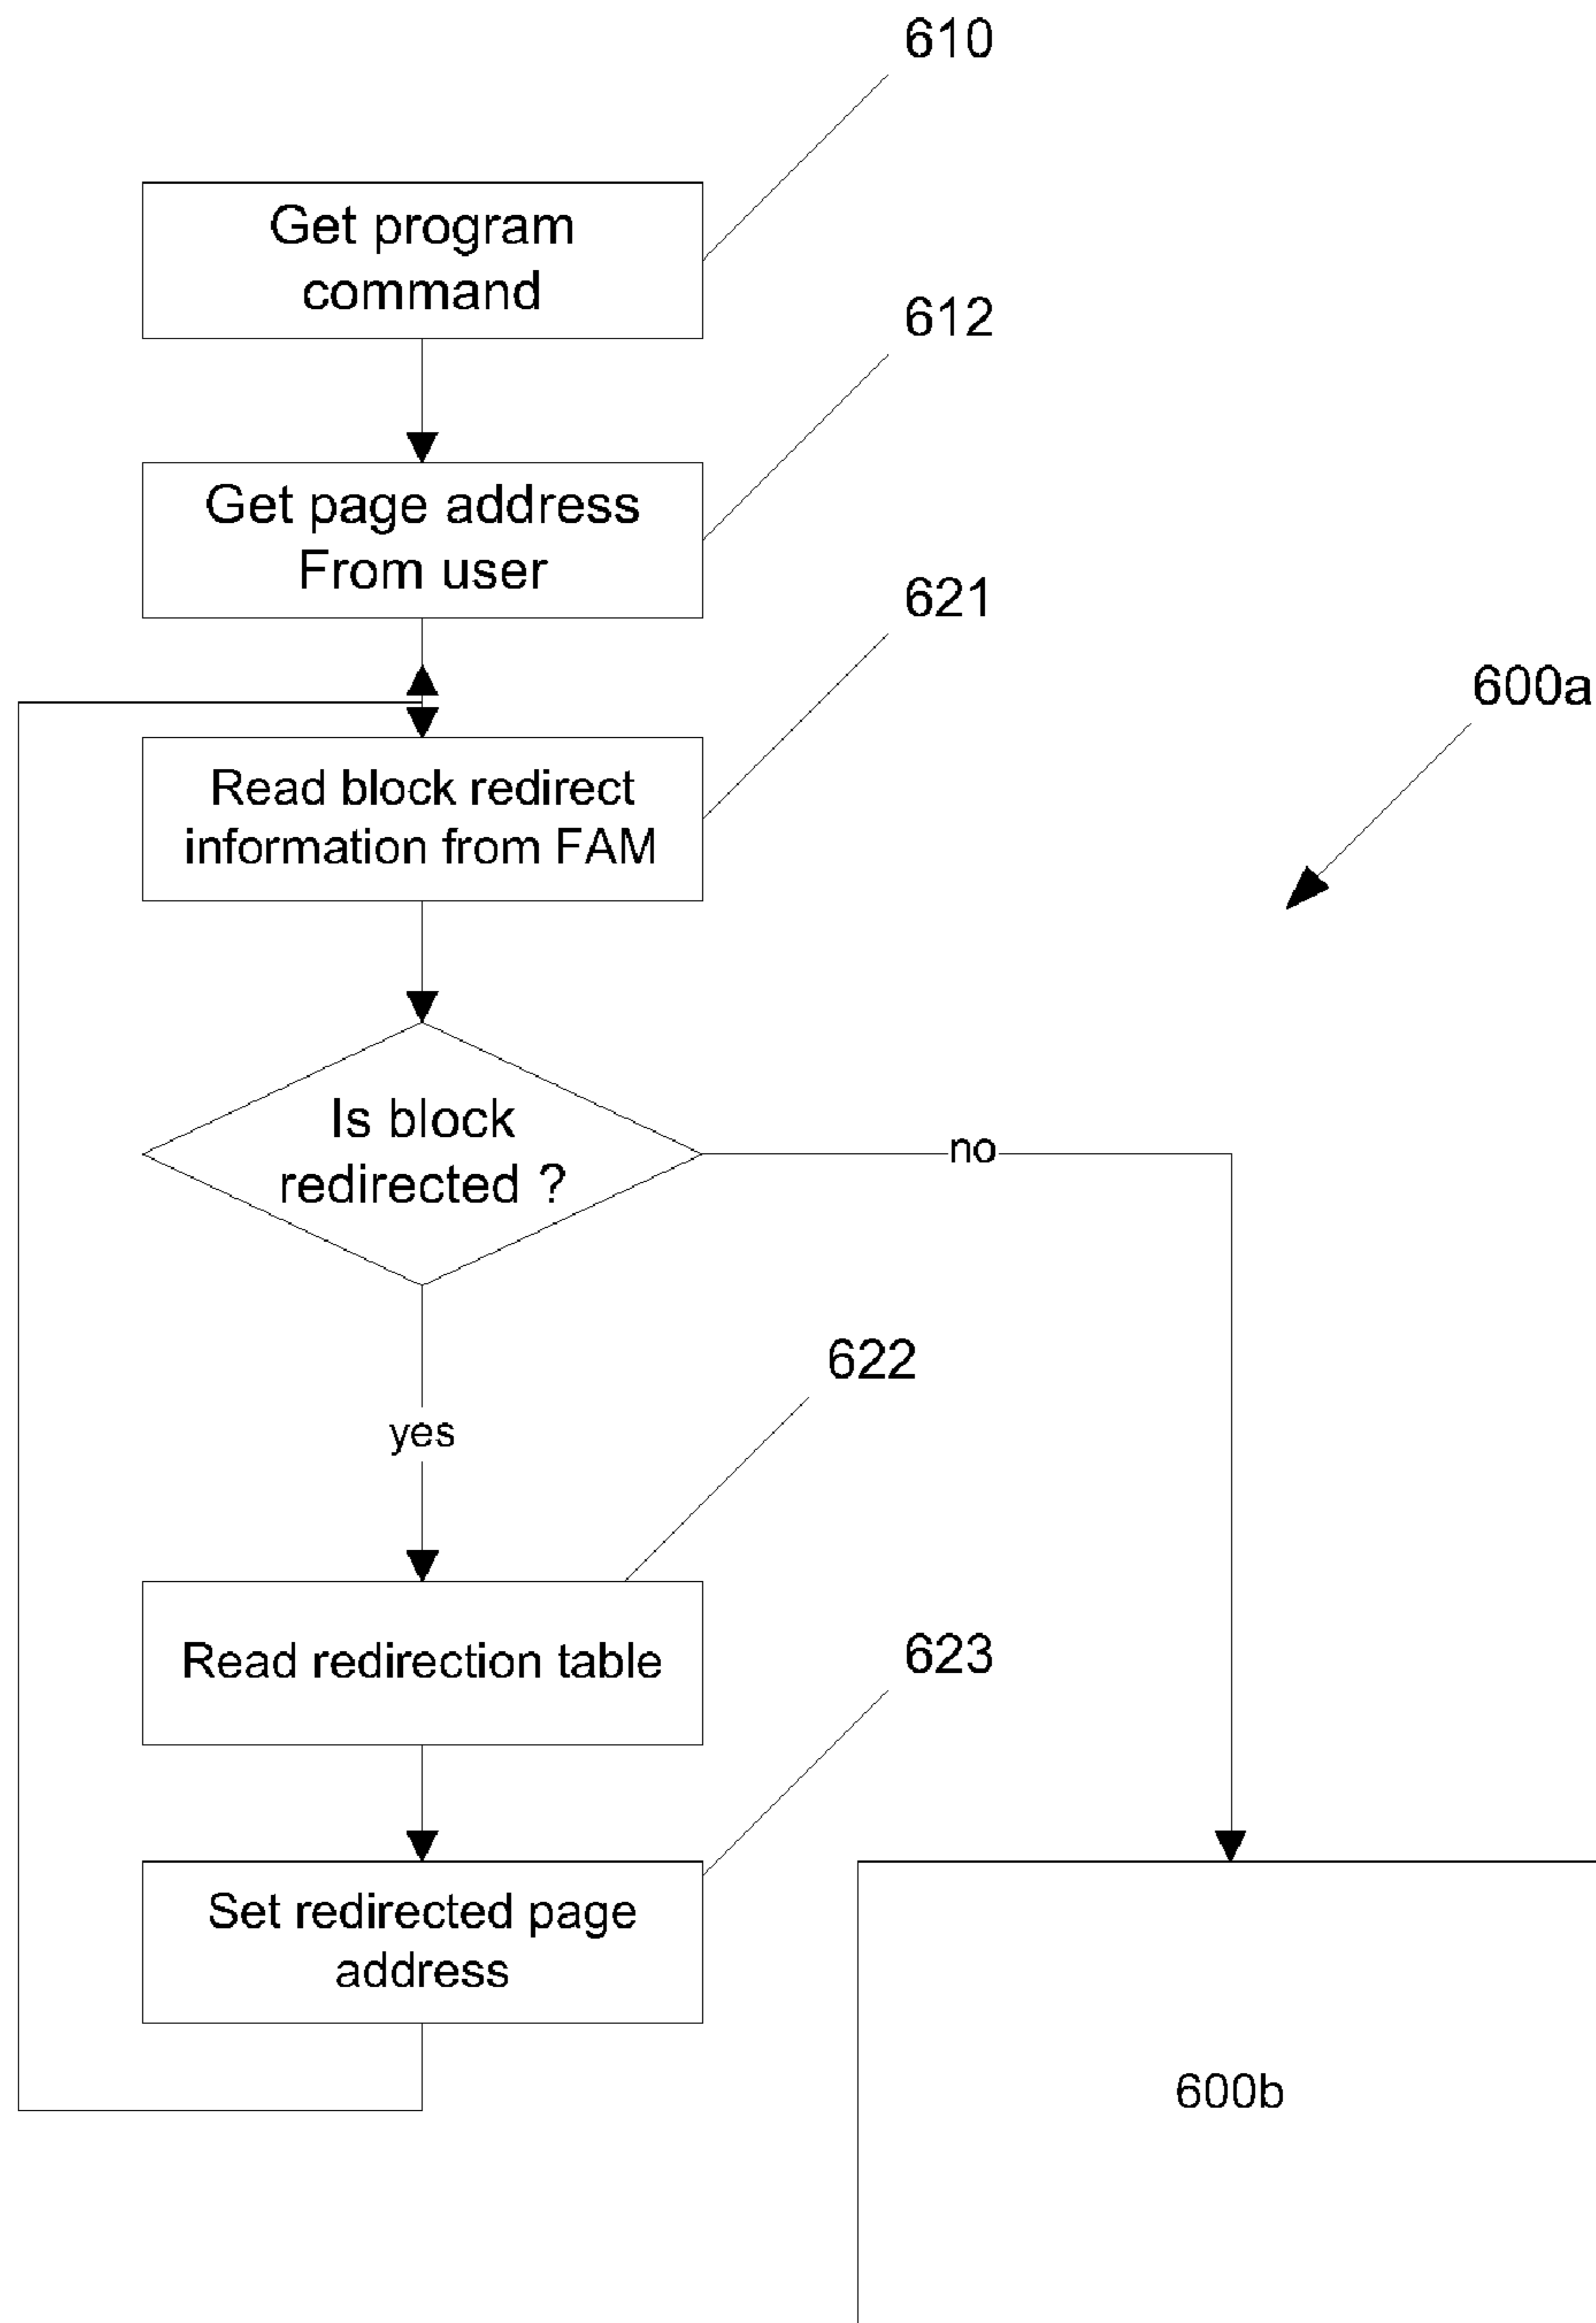 610
Get program
command
612
Get page address
From user
621
600a
Read block redirect
information from FAM
Is block
redirected ?
no
622
yes
Read redirection table
623
Set redirected page
address
600b